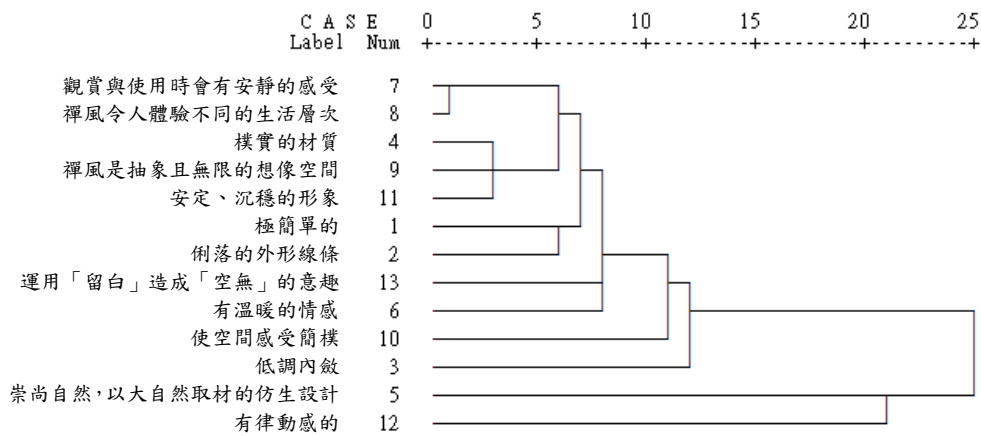 C A S E 0 5 10 15 20 25
Label Num +---------+---------+---------+---------+---------+
觀賞與使用時會有安靜的感受 7
禪風令人體驗不同的生活層次 8
樸實的材質 4
禪風是抽象且無限的想像空間 9
安定、沉穩的形象 11
極簡單的 1
俐落的外形線條 2
運用「留白」造成「空無」的意趣 13
有溫暖的情感 6
使空間感受簡樸 10
低調內斂 3
崇尚自然,以大自然取材的仿生設計 5
有律動感的 12